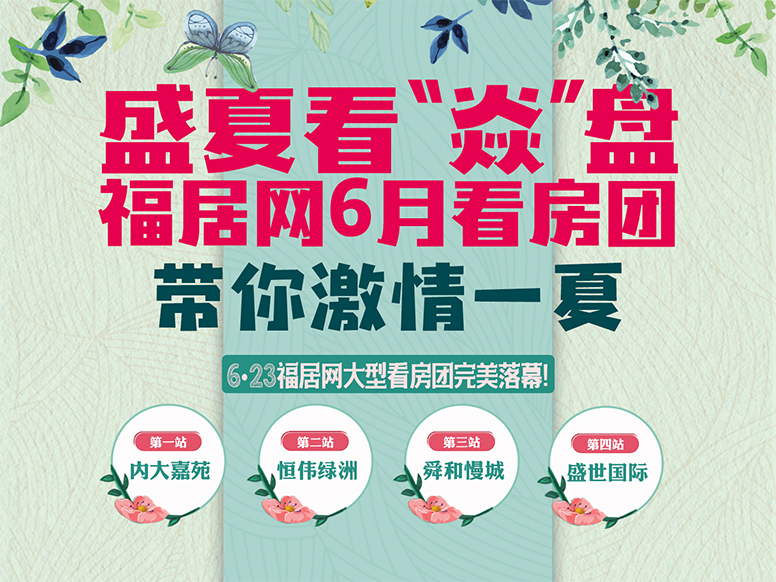 盛夏看“焱”盘
福居网6月看房团
带你激情一夏
6·23福居网大型看房团完美落幕!
第一站
内大嘉苑
第二站
恒伟绿洲
第三站
舜和慢城
第四站
盛世国际